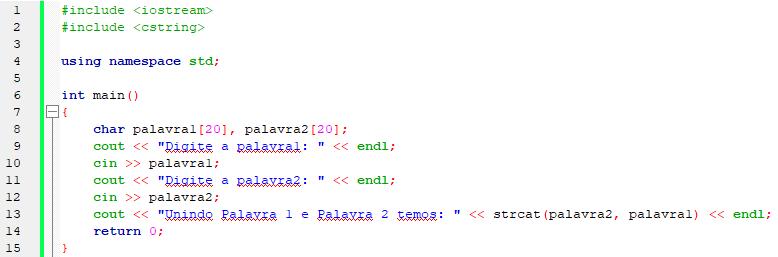 1 #include <iostream>
2 #include <cstring>
3
4 using namespace std;
5
6 int main()
7 {
8 char palavra1[20], palavra2[20];
9 cout << "Digite a palavra1: " << endl;
10 cin >> palavra1;
11 cout << "Digite a palavra2: " << endl;
12 cin >> palavra2;
13 cout << "Unindo Palavra 1 e Palavra 2 temos: " << strcat(palavra2, palavra1) << endl;
14 return 0;
15 }